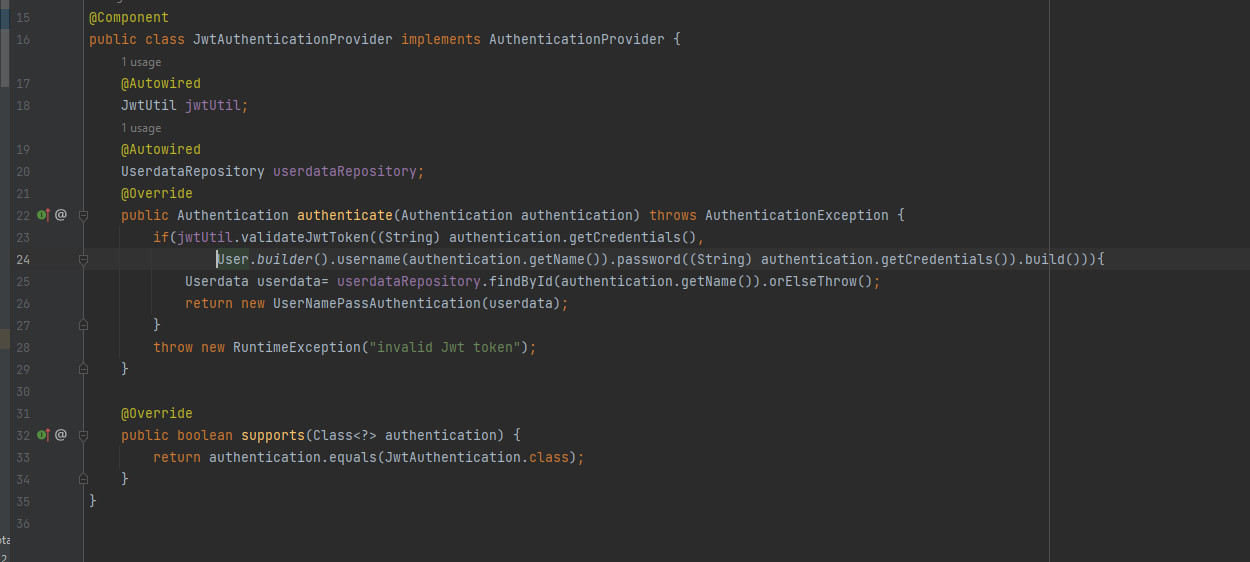 15 @Component
16 public class JwtAuthenticationProvider implements AuthenticationProvider {
1 usage
17 @Autowired
18 JwtUtil jwtUtil;
1 usage
19 @Autowired
20 UserdataRepository userdataRepository;
21 @Override
22 @ public Authentication authenticate(Authentication authentication) throws AuthenticationException {
23 if(jwtUtil.validateJwtToken((String) authentication.getCredentials(),
24 User.builder().username(authentication.getName()).password((String) authentication.getCredentials()).build())){
25 Userdata userdata= userdataRepository.findById(authentication.getName()).orElseThrow();
26 return new UserNamePassAuthentication(userdata);
27 }
28 throw new RuntimeException("invalid Jwt token");
29 }
30
31 @Override
32 @ public boolean supports(Class<?> authentication) {
33 return authentication.equals(JwtAuthentication.class);
34 }
35 }
36